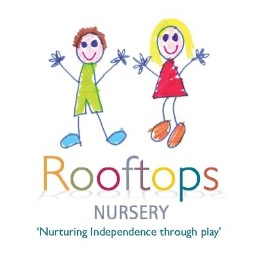 Rooftops
NURSERY
‘Nurturing Independence through play’